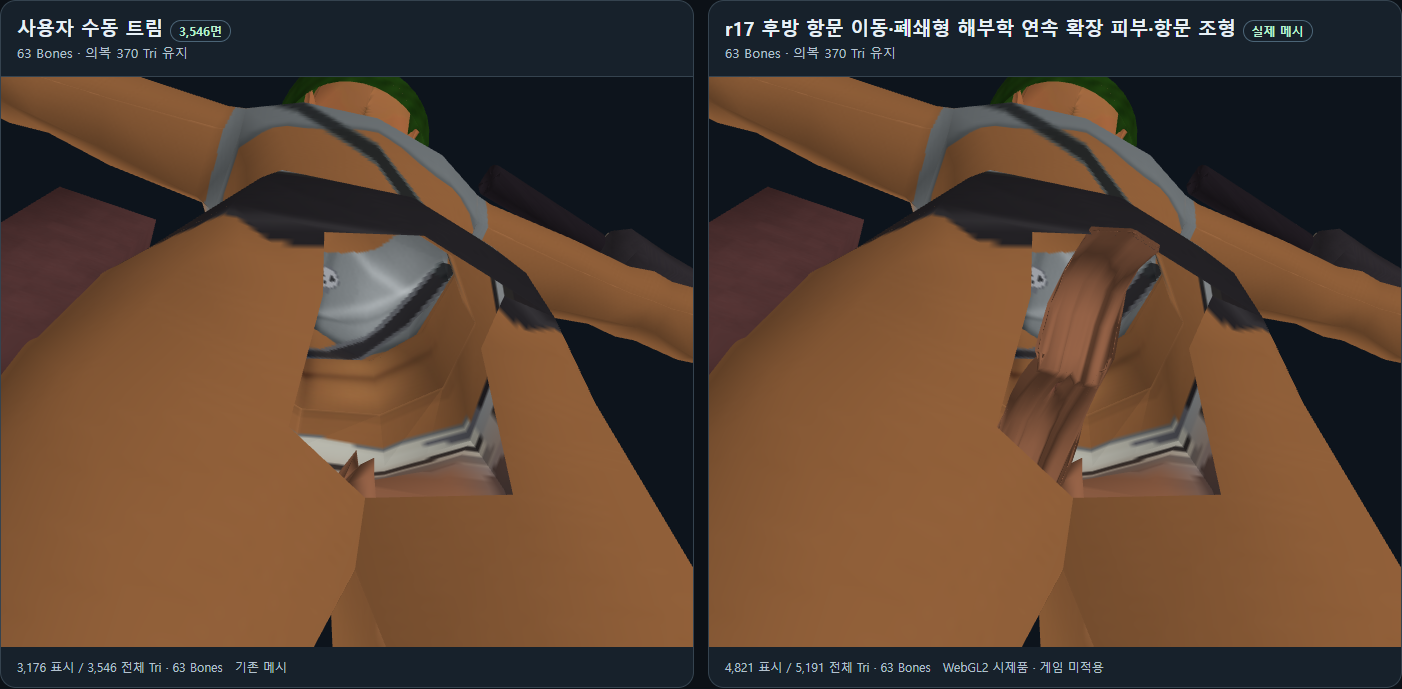 사용자 수동 트림 3,546면
63 Bones · 의복 370 Tri 유지
3,176 표시 / 3,546 전체 Tri · 63 Bones 기존 메시
r17 후방 항문 이동·폐쇄형 해부학 연속 확장 피부·항문 조형 실제 메시
63 Bones · 의복 370 Tri 유지
4,821 표시 / 5,191 전체 Tri · 63 Bones WebGL2 시제품 · 게임 미적용